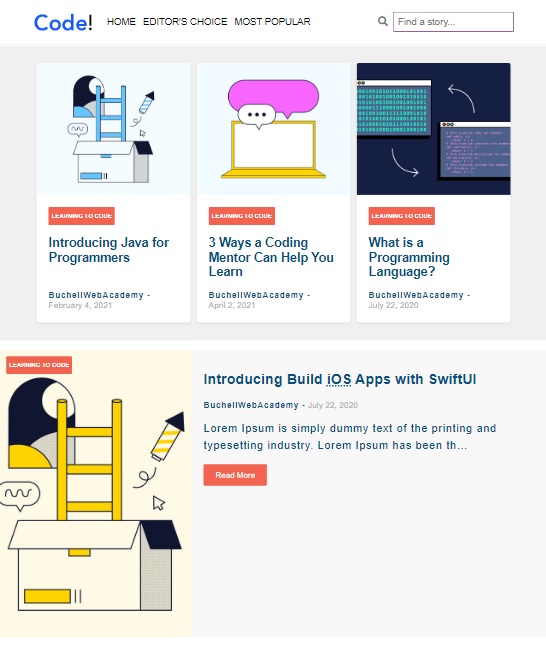 Code!
HOME EDITOR'S CHOICE MOST POPULAR
Find a story...
LEARNING TO CODE
Introducing Java for
Programmers
BuchellWebAcademy -
February 4, 2021
LEARNING TO CODE
3 Ways a Coding
Mentor Can Help You
Learn
BuchellWebAcademy -
April 2, 2021
LEARNING TO CODE
What is a
Programming
Language?
BuchellWebAcademy -
July 22, 2020
LEARNING TO CODE
Introducing Build iOS Apps with SwiftUI
BuchellWebAcademy - July 22, 2020
Lorem Ipsum is simply dummy text of the printing and
typesetting industry. Lorem Ipsum has been th...
Read More